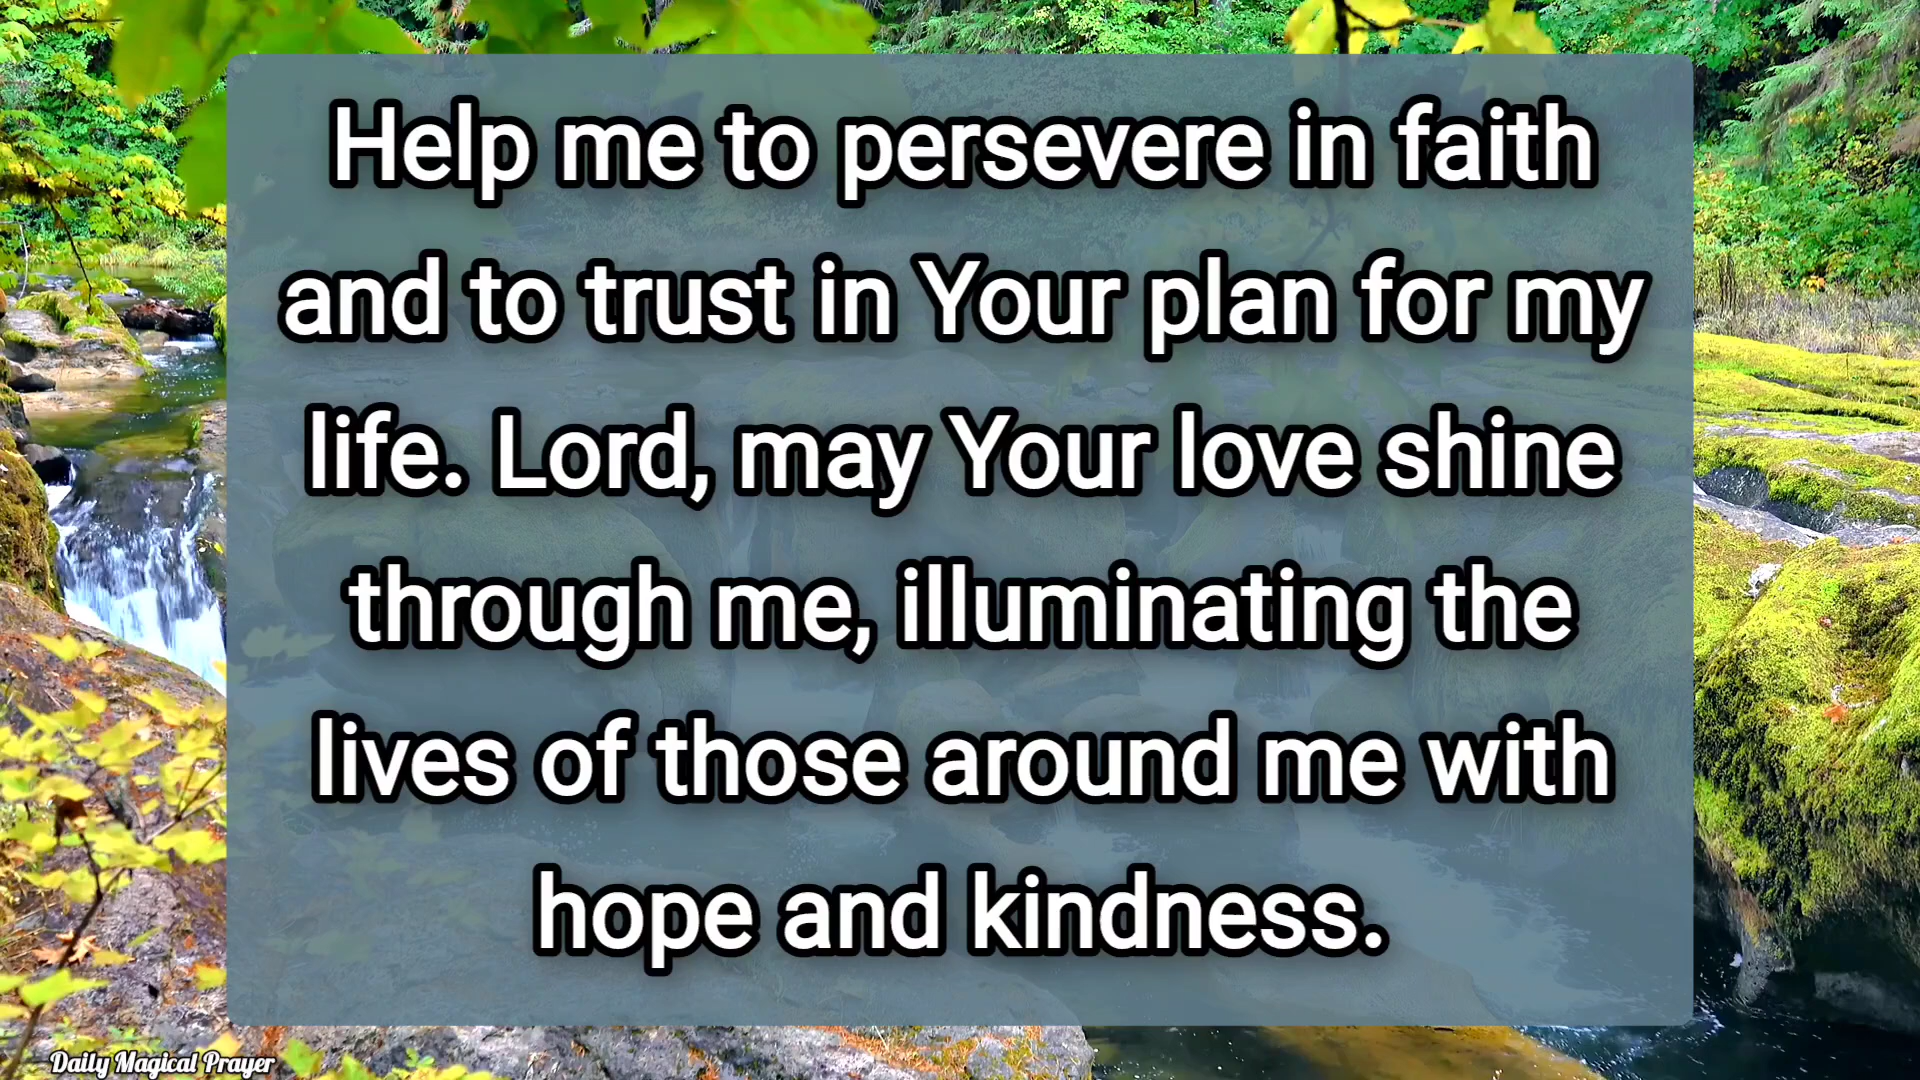 Help me to persevere in faith
and to trust in Your plan for my
life. Lord, may Your love shine
through me, illuminating the
lives of those around me with
hope and kindness.
Daily Magical Prayer